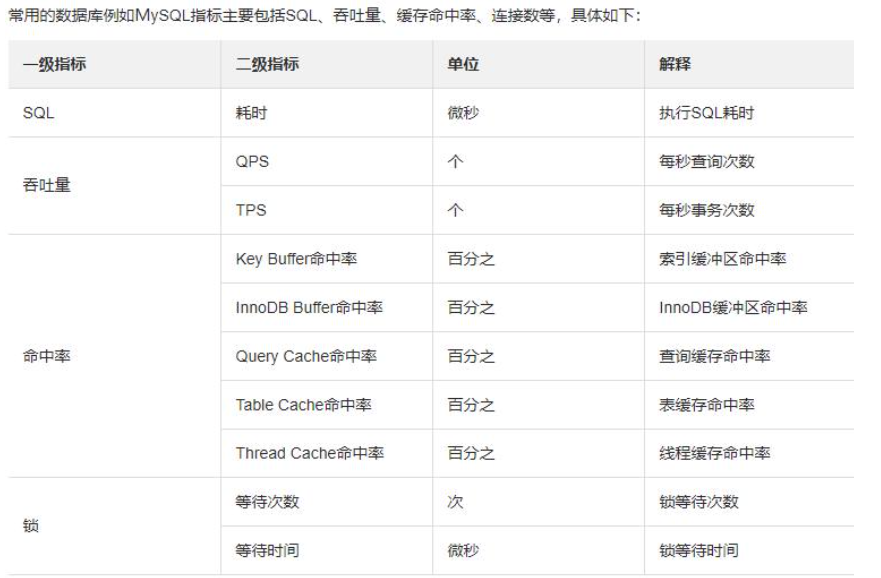 常用的数据库例如MySQL指标主要包括SQL、吞吐量、缓存命中率、连接数等，具体如下：
一级指标 二级指标 单位 解释
SQL 耗时 微秒 执行SQL耗时
吞吐量 QPS 个 每秒查询次数
TPS 个 每秒事务次数
命中率 Key Buffer命中率 百分之 索引缓冲区命中率
InnoDB Buffer命中率 百分之 InnoDB缓冲区命中率
Query Cache命中率 百分之 查询缓存命中率
Table Cache命中率 百分之 表缓存命中率
Thread Cache命中率 百分之 线程缓存命中率
锁 等待次数 次 锁等待次数
等待时间 微秒 锁等待时间